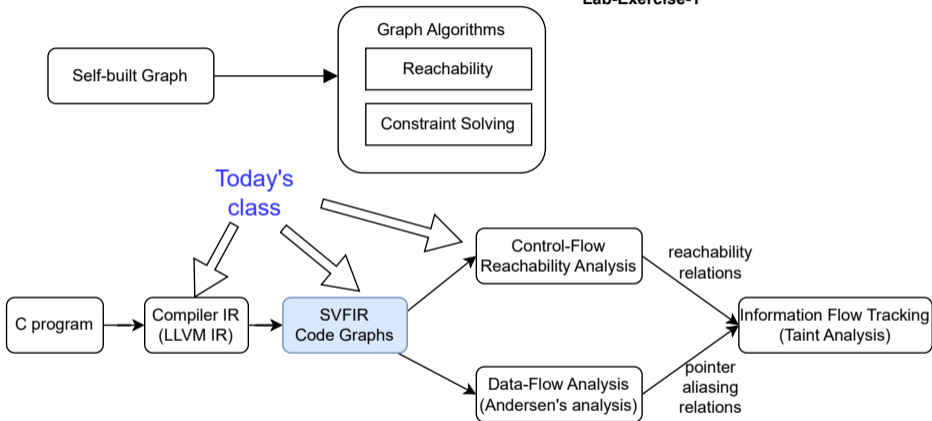 Lab-Exercise-1
Graph Algorithms
Self-built Graph
Reachability
Constraint Solving
Today's
class
Control-Flow
Reachability Analysis
reachability
relations
C program
Compiler IR
(LLVM IR)
SVFIR
Code Graphs
Information Flow Tracking
(Taint Analysis)
Data-Flow Analysis
(Andersen's analysis)
pointer
aliasing
relations